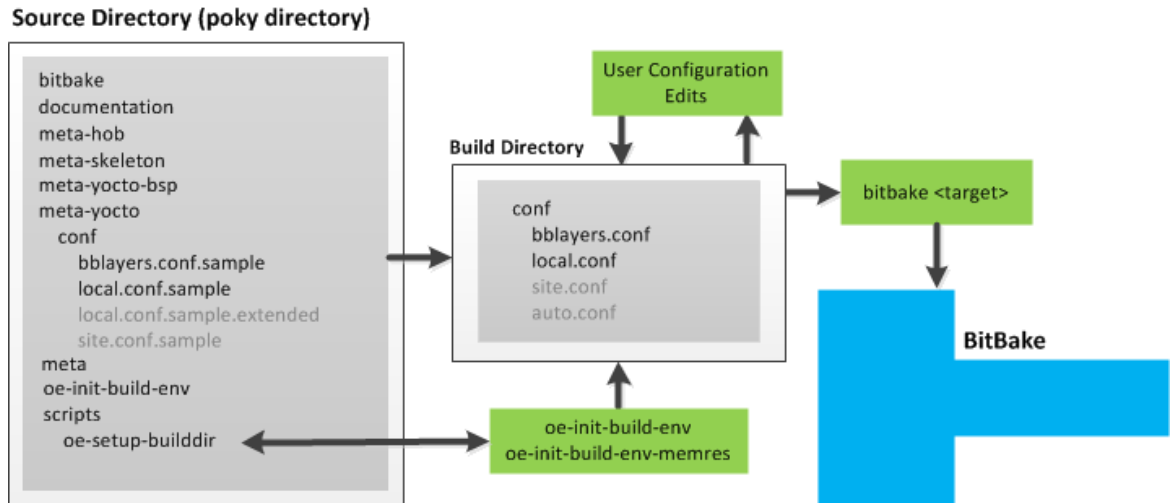 Source Directory (poky directory)
bitbake
documentation
meta-hob
meta-skeleton
meta-yocto-bsp
meta-yocto
conf
bblayers.conf.sample
local.conf.sample
local.conf.sample.extended
site.conf.sample
meta
oe-init-build-env
scripts
oe-setup-builddir
User Configuration
Edits
Build Directory
conf
bblayers.conf
local.conf
site.conf
auto.conf
oe-init-build-env
oe-init-build-env-memres
bitbake <target>
BitBake